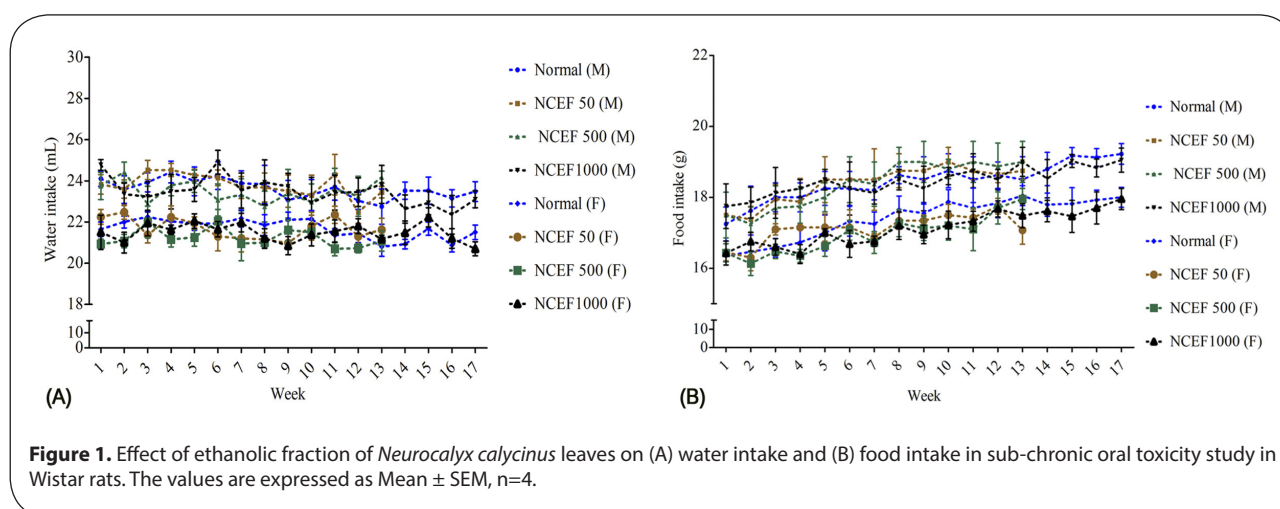 30
28
26
24
22
20
18
10
0
Water intake (mL)
1 2 3 4 5 6 7 8 9 10 11 12 13 14 15 16 17
Week
(A)
Normal (M)
NCEF 50 (M)
NCEF 500 (M)
NCEF1000 (M)
Normal (F)
NCEF 50 (F)
NCEF 500 (F)
NCEF1000 (F)
22
20
18
16
10
0
Food intake (g)
1 2 3 4 5 6 7 8 9 10 11 12 13 14 15 16 17
Week
(B)
Normal (M)
NCEF 50 (M)
NCEF 500 (M)
NCEF1000 (M)
Normal (F)
NCEF 50 (F)
NCEF 500 (F)
NCEF1000 (F)
Figure 1. Effect of ethanolic fraction of Neurocalyx calycinus leaves on (A) water intake and (B) food intake in sub-chronic oral toxicity study in
Wistar rats. The values are expressed as Mean ± SEM, n=4.